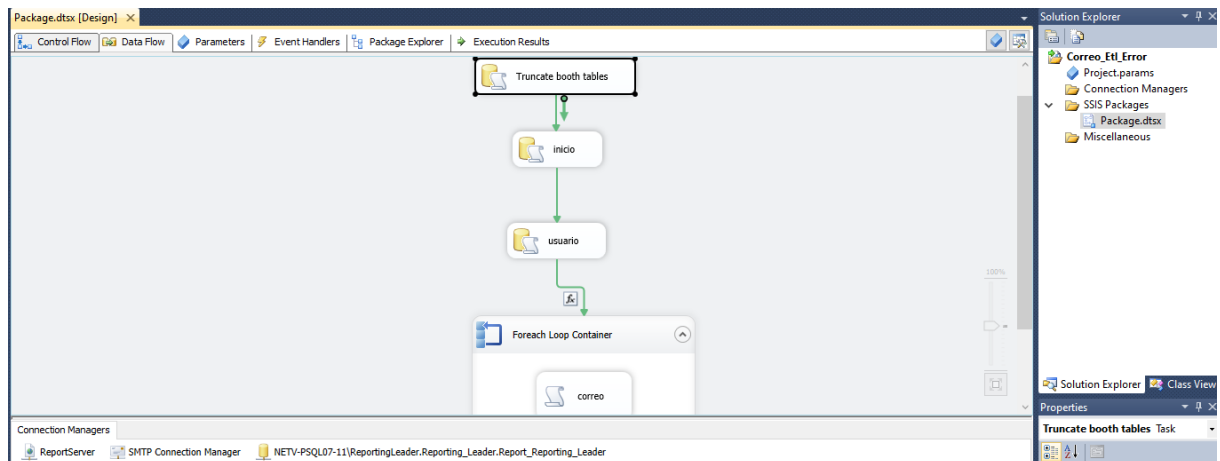 Package.dtsx [Design]
Control Flow Data Flow Parameters Event Handlers Package Explorer Execution Results
Truncate booth tables
inicio
usuario
fx
100%
Foreach Loop Container
correo
Connection Managers
ReportServer SMTP Connection Manager NETV-PSQL07-11\ReportingLeader.Reporting_Leader.Report_Reporting_Leader
Solution Explorer
Correo_Etl_Error
Project.params
Connection Managers
SSIS Packages
Package.dtsx
Miscellaneous
Solution Explorer Class View
Properties
Truncate booth tables Task